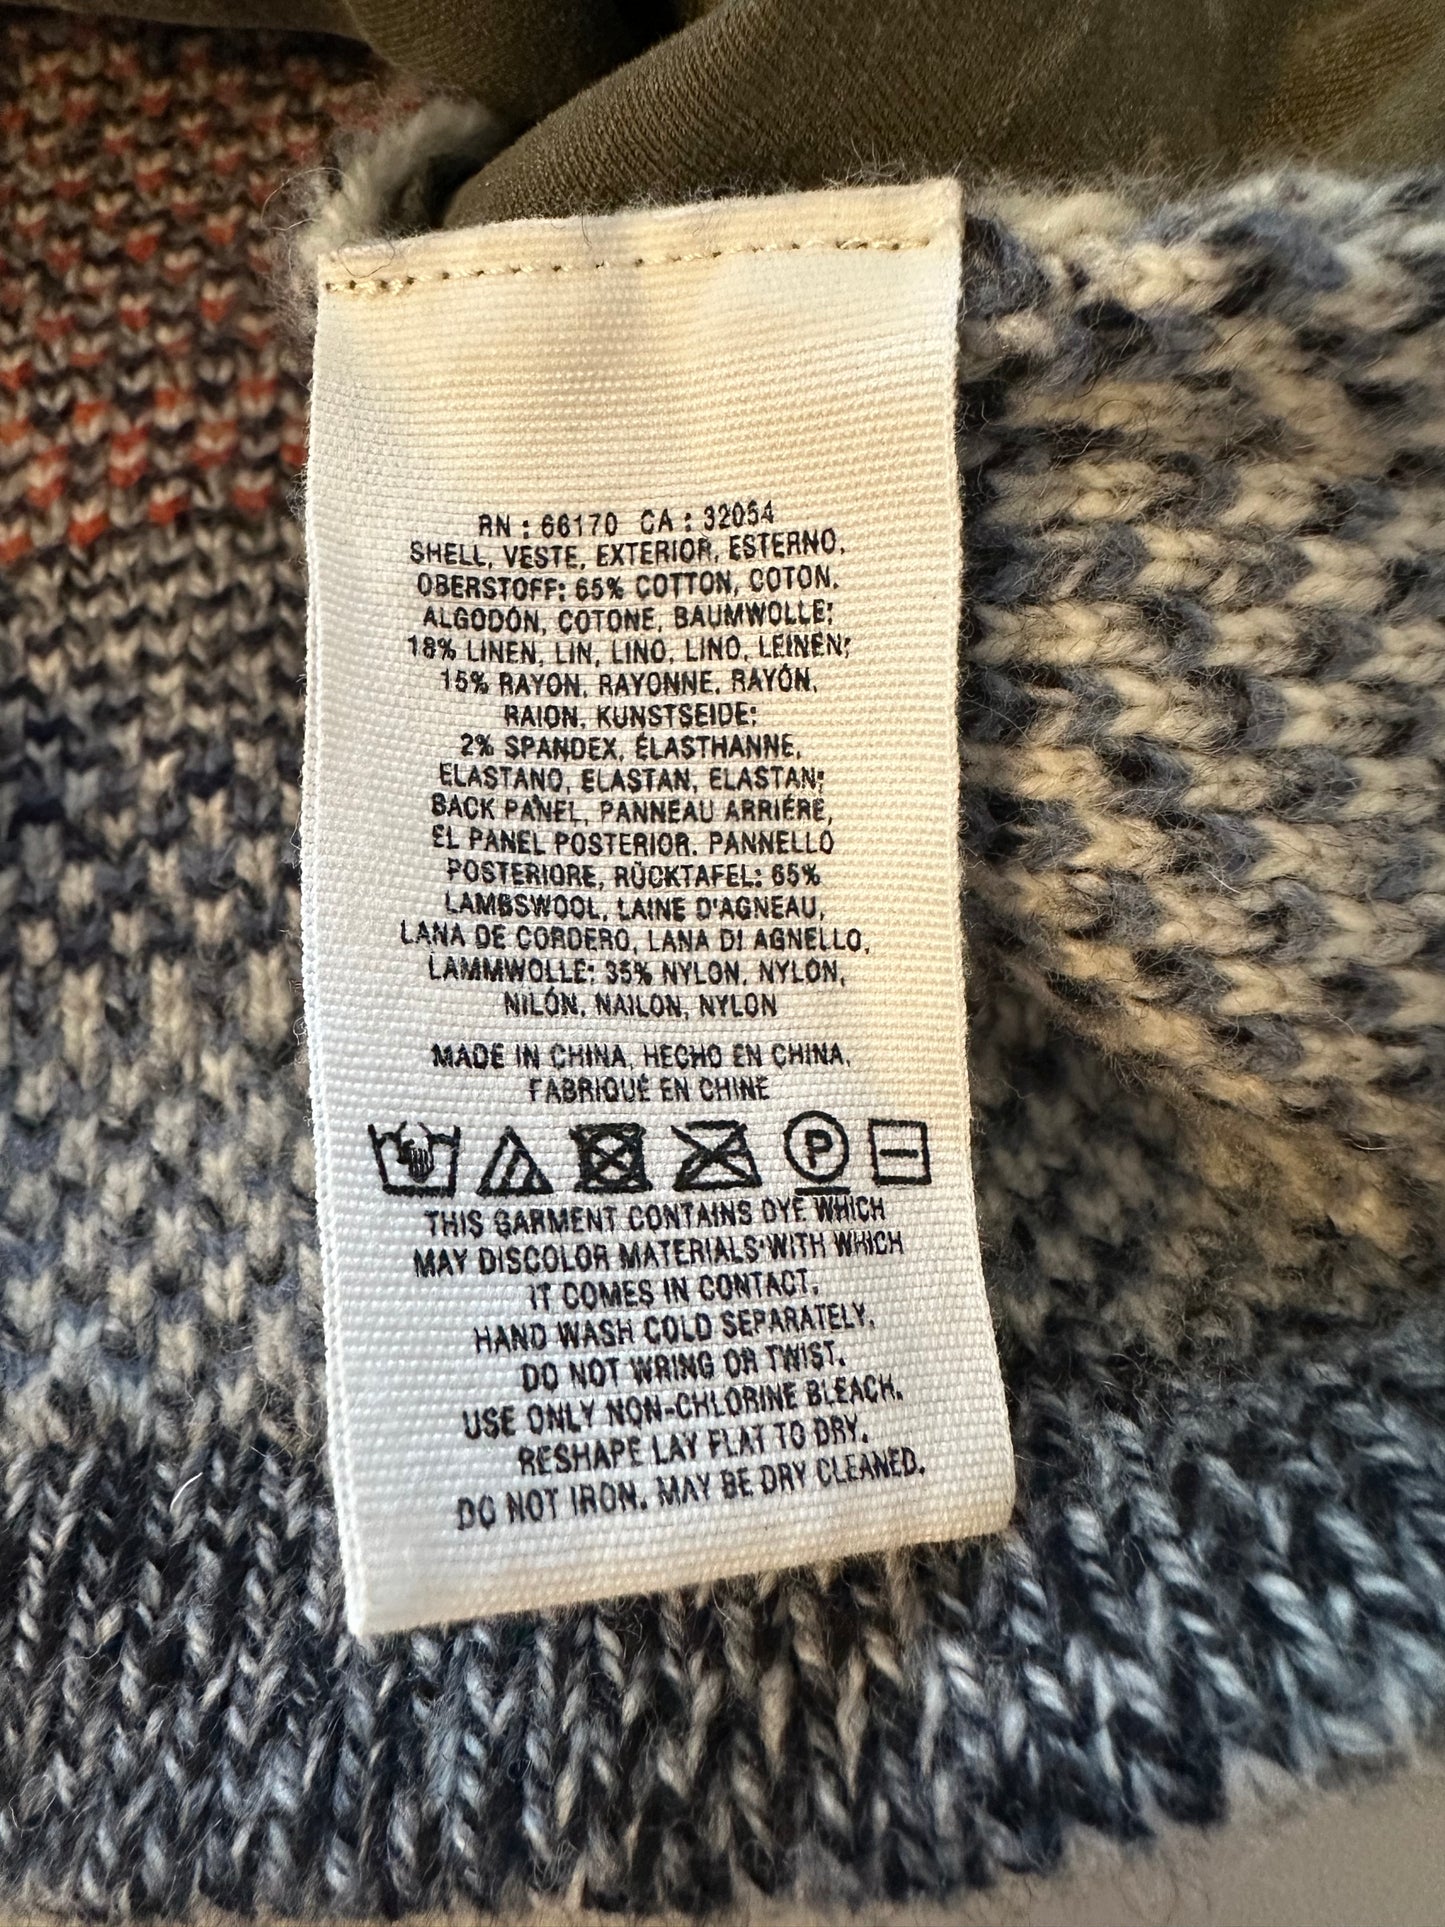 RN : 66170 CA : 32054
SHELL, VESTE, EXTERIOR, ESTERNO,
OBERSTOFF: 65% COTTON, COTON,
ALGODÓN, COTONE, BAUMWOLLE;
18% LINEN, LIN, LINO, LINO, LEINEN;
15% RAYON, RAYONNE, RAYÓN,
RAION, KUNSTSEIDE;
2% SPANDEX, ÉLASTHANNE,
ELASTANO, ELASTAN, ELASTAN;
BACK PANEL, PANNEAU ARRIÉRE,
EL PANEL POSTERIOR, PANNELLO
POSTERIORE, RÜCKTAFEL: 65%
LAMBSWOOL, LAINE D'AGNEAU,
LANA DE CORDERO, LANA DI AGNELLO,
LAMMWOLLE; 35% NYLON, NYLON,
NILÓN, NAILON, NYLON
MADE IN CHINA, HECHO EN CHINA,
FABRIQUÉ EN CHINE
P
THIS GARMENT CONTAINS DYE WHICH
MAY DISCOLOR MATERIALS WITH WHICH
IT COMES IN CONTACT.
HAND WASH COLD SEPARATELY.
DO NOT WRING OR TWIST.
USE ONLY NON-CHLORINE BLEACH.
RESHAPE LAY FLAT TO DRY.
DO NOT IRON. MAY BE DRY CLEANED.